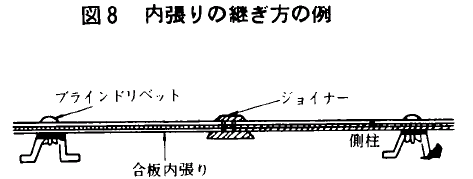 図8 内張りの継ぎ方の例
ブラインドリベット
ジョイナー
側柱
合板内張り